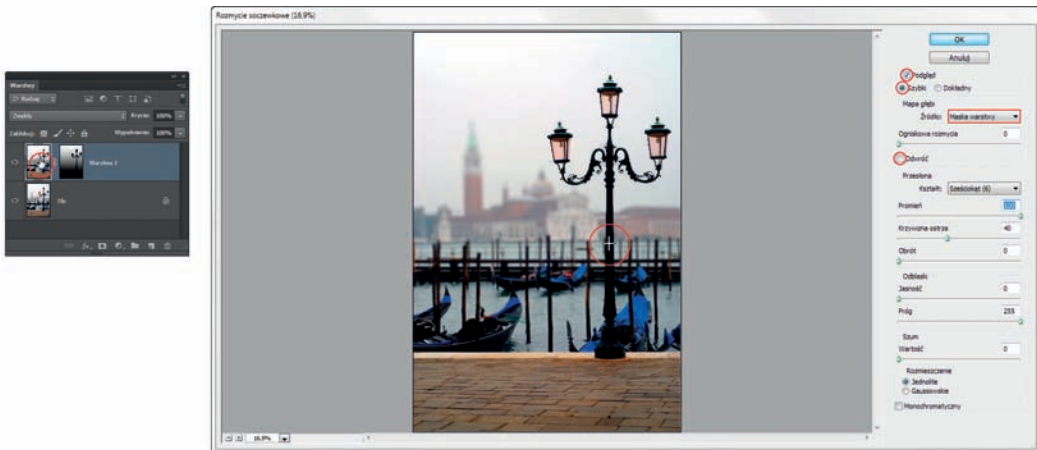 Rozmycie soczewkowe (16,9%)
Warstwy
Rodzaj
Zwykły
Krycie: 100%
Zablokuj:
Wypełnienie: 100%
Warstwa 1
Tło
fx
OK
Anuluj
Podgląd
Szybki Dokładny
Mapa głębi
Źródło: Maska warstwy
Ogniskowa rozmycia 0
Odwróć
Przesłona
Kształt: Sześciokąt (6)
Promień 100
Krzywizna ostrza 40
Obrót 0
Odblaski
Jasność 0
Próg 255
Szum
Wartość 0
Rozmieszczenie
Jednolite
Gaussowskie
Monochromatyczny
16,9%